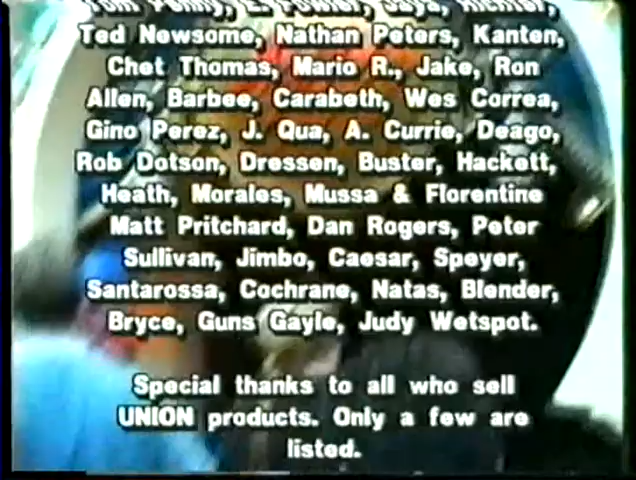 Ted Newsome, Nathan Peters, Kanten,
Chet Thomas, Mario R., Jake, Ron
Allen, Barbee, Carabeth, Wes Correa,
Gino Perez, J. Qua, A. Currie, Deago,
Rob Dotson, Dressen, Buster, Hackett,
Heath, Morales, Mussa & Florentine
Matt Pritchard, Dan Rogers, Peter
Sullivan, Jimbo, Caesar, Speyer,
Santarossa, Cochrane, Natas, Blender,
Bryce, Guns Gayle, Judy Wetspot.
Special thanks to all who sell
UNION products. Only a few are
listed.